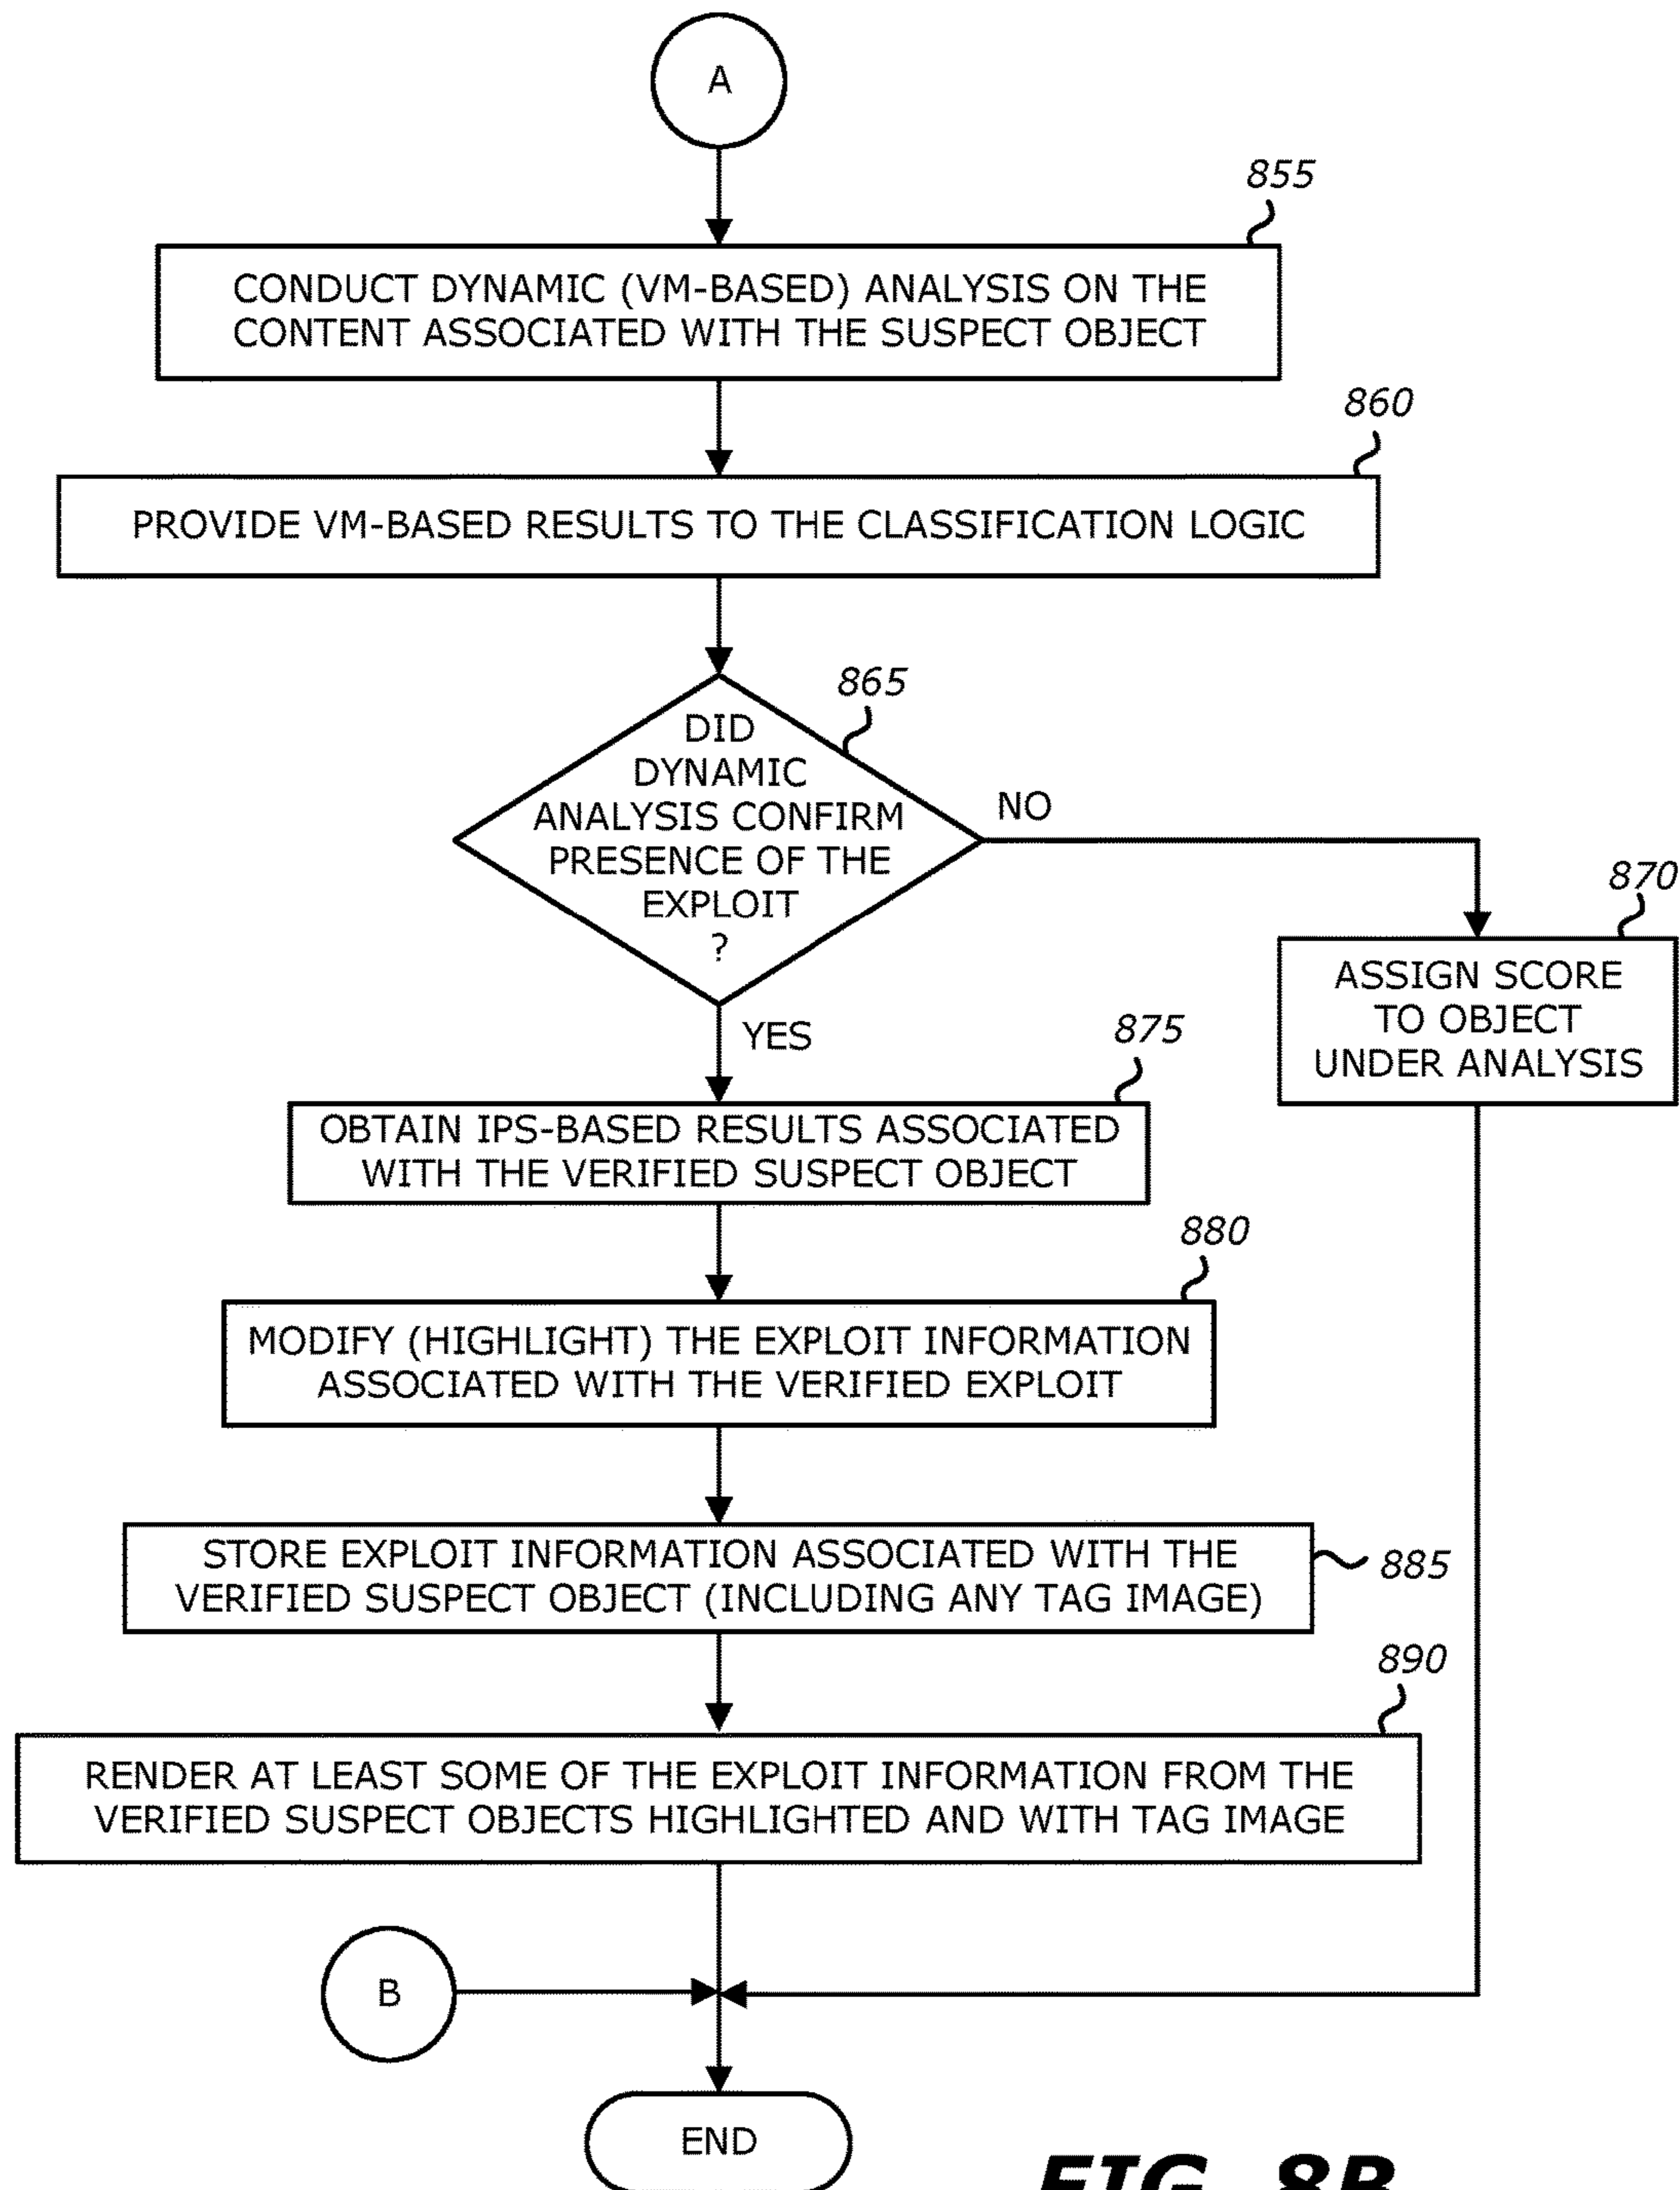 A
855
CONDUCT DYNAMIC (VM-BASED) ANALYSIS ON THE
CONTENT ASSOCIATED WITH THE SUSPECT OBJECT
860
PROVIDE VM-BASED RESULTS TO THE CLASSIFICATION LOGIC
865
DID
DYNAMIC
ANALYSIS CONFIRM
PRESENCE OF THE
EXPLOIT
?
NO
870
ASSIGN SCORE
TO OBJECT
UNDER ANALYSIS
YES
875
OBTAIN IPS-BASED RESULTS ASSOCIATED
WITH THE VERIFIED SUSPECT OBJECT
880
MODIFY (HIGHLIGHT) THE EXPLOIT INFORMATION
ASSOCIATED WITH THE VERIFIED EXPLOIT
STORE EXPLOIT INFORMATION ASSOCIATED WITH THE
VERIFIED SUSPECT OBJECT (INCLUDING ANY TAG IMAGE)
885
890
RENDER AT LEAST SOME OF THE EXPLOIT INFORMATION FROM THE
VERIFIED SUSPECT OBJECTS HIGHLIGHTED AND WITH TAG IMAGE
B
END
FIG. 8B